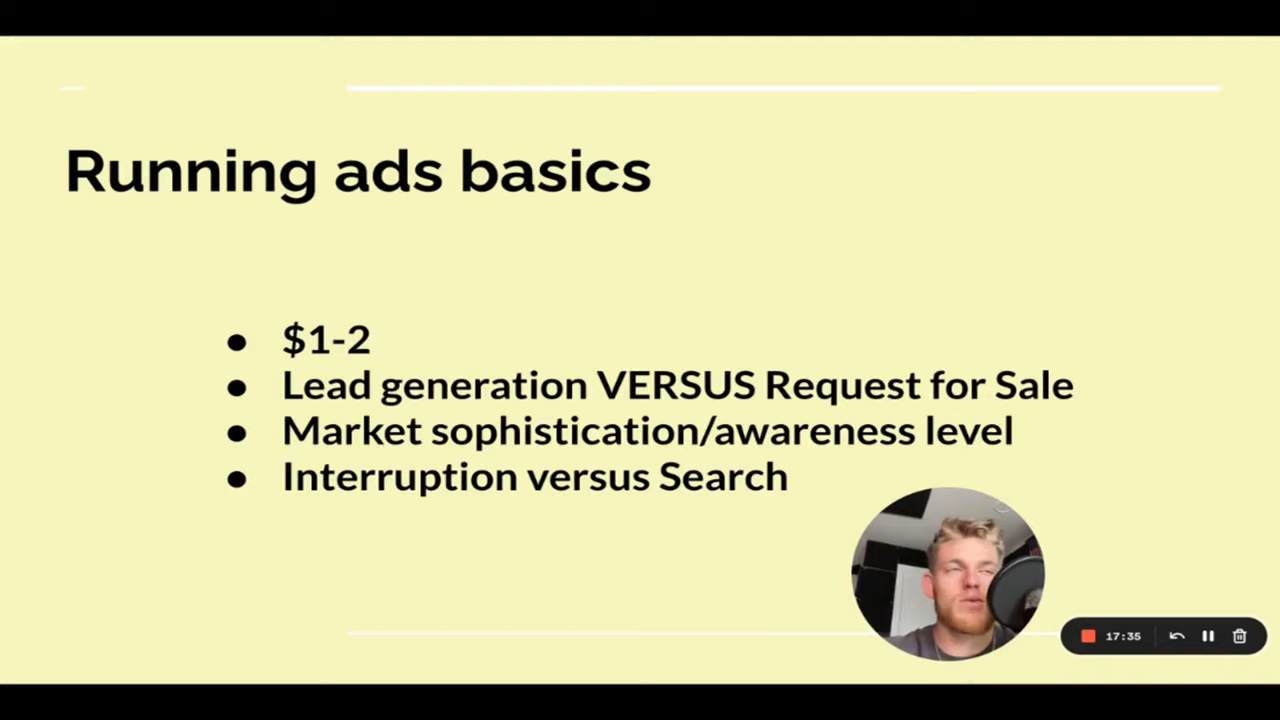 Running ads basics
● $1-2
● Lead generation VERSUS Request for Sale
● Market sophistication/awareness level
● Interruption versus Search
17:35